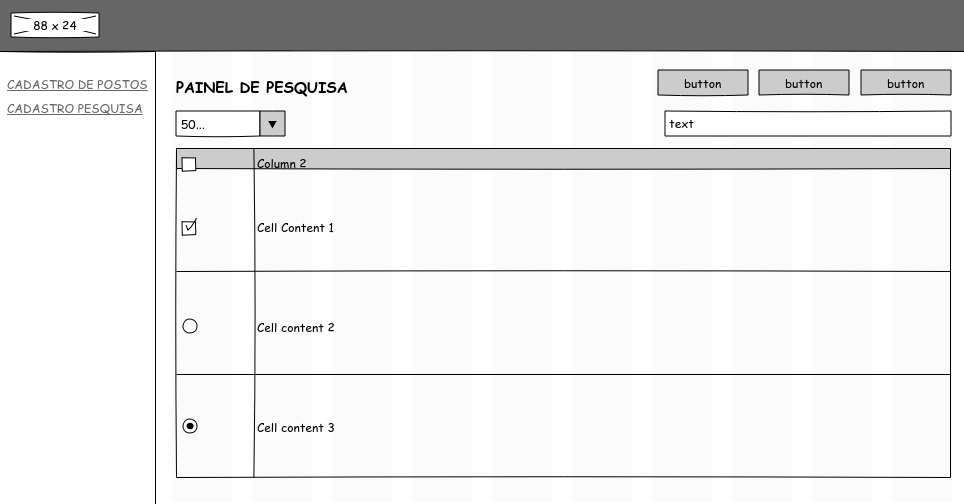 88 x 24
CADASTRO DE POSTOS
CADASTRO PESQUISA
PAINEL DE PESQUISA
button
button
button
50...
text
Column 2
Cell Content 1
Cell content 2
Cell content 3